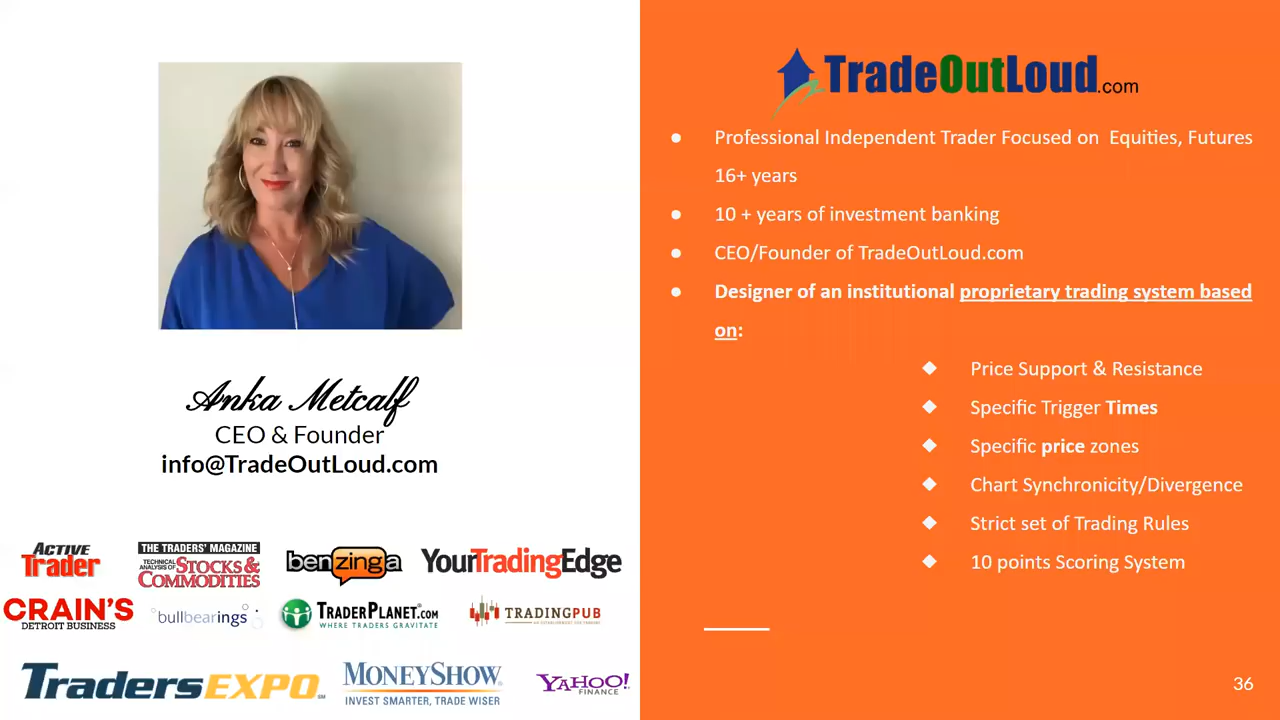 Anka Metcalf
CEO & Founder
info@TradeOutLoud.com
ACTIVE
Trader
THE TRADERS' MAGAZINE
TECHNICAL
ANALYSIS OF
STOCKS &
COMMODITIES
benzinga
YourTradingEdge
CRAIN'S
DETROIT BUSINESS
bullbearings
TRADERPLANET.COM
WHERE TRADERS GRAVITATE
TRADINGPUB
TradersEXPO
MONEYSHOW
INVEST SMARTER, TRADE WISER
YAHOO!
FINANCE
TradeOutLoud.com
● Professional Independent Trader Focused on Equities, Futures
16+ years
● 10 + years of investment banking
● CEO/Founder of TradeOutLoud.com
● Designer of an institutional proprietary trading system based
on:
◆ Price Support & Resistance
◆ Specific Trigger Times
◆ Specific price zones
◆ Chart Synchronicity/Divergence
◆ Strict set of Trading Rules
◆ 10 points Scoring System
36